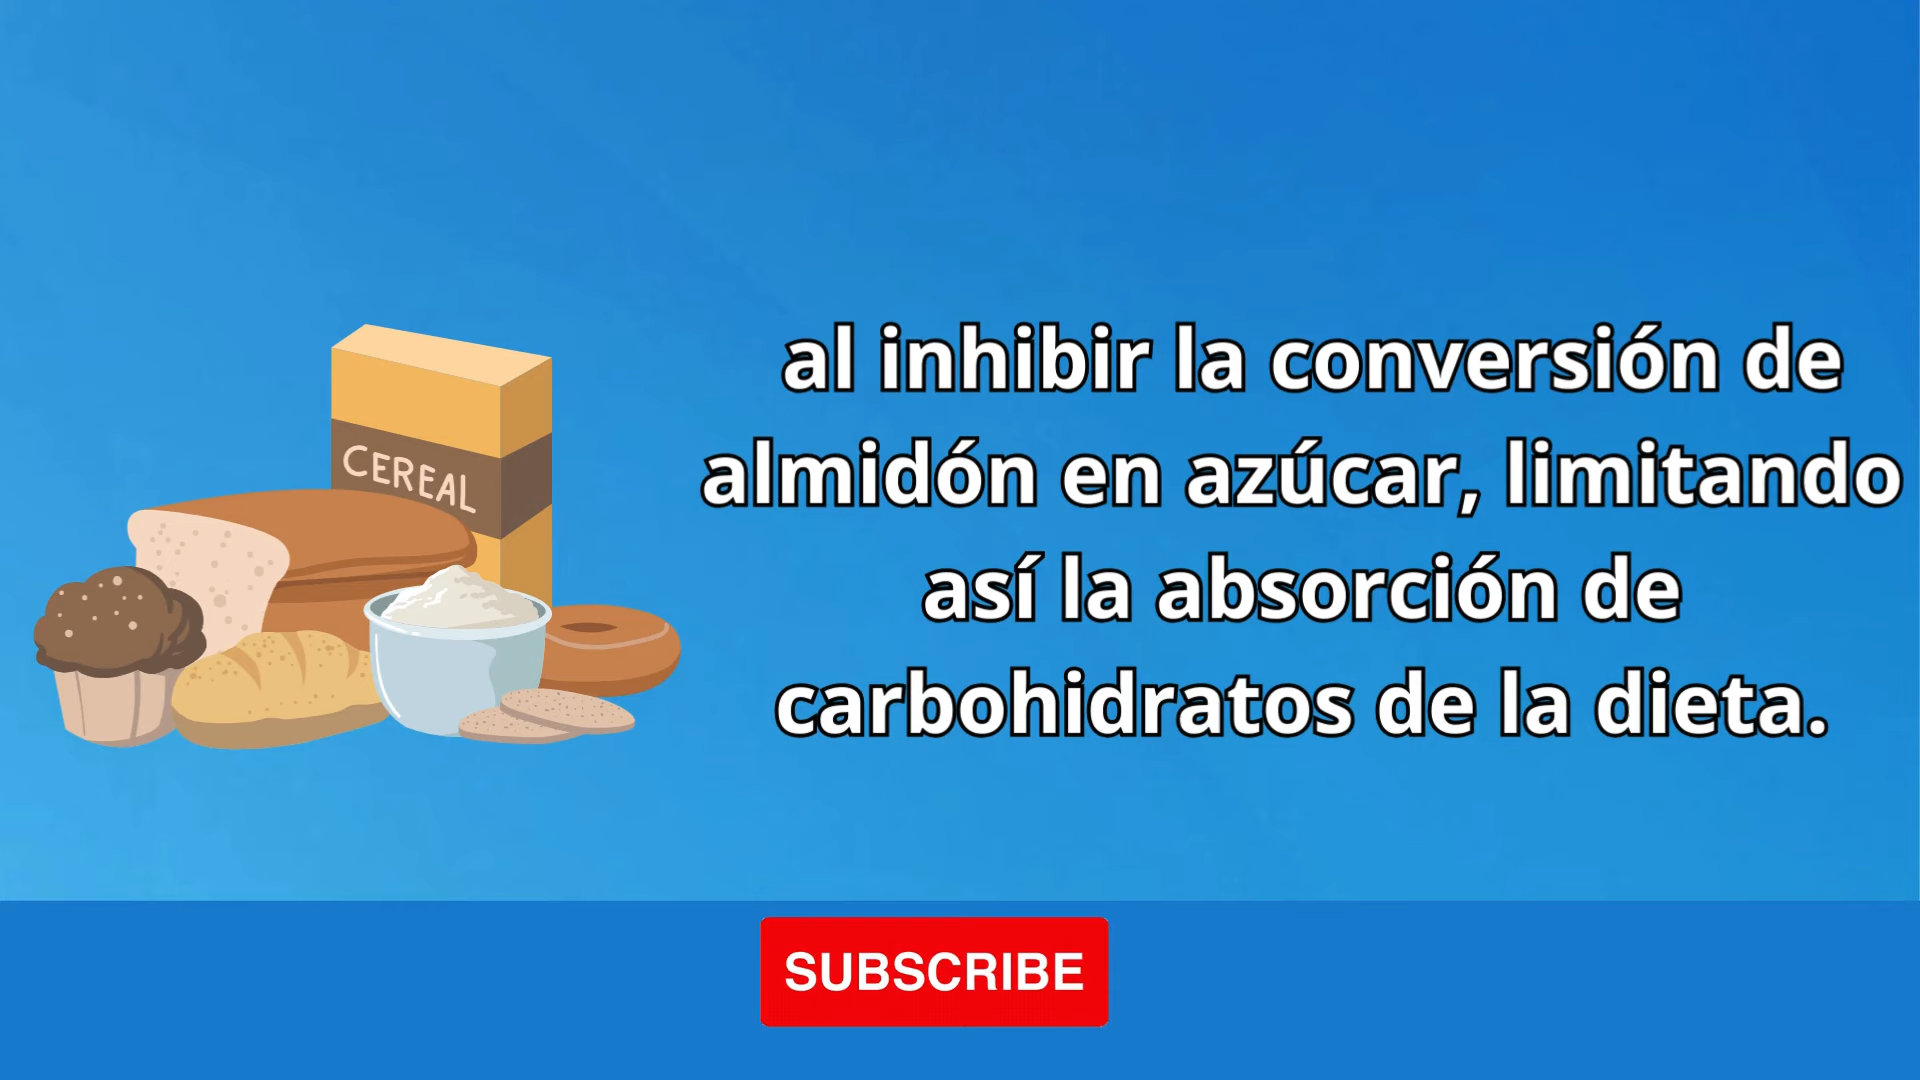 CEREAL
al inhibir la conversión de
almidón en azúcar, limitando
así la absorción de
carbohidratos de la dieta.
SUBSCRIBE